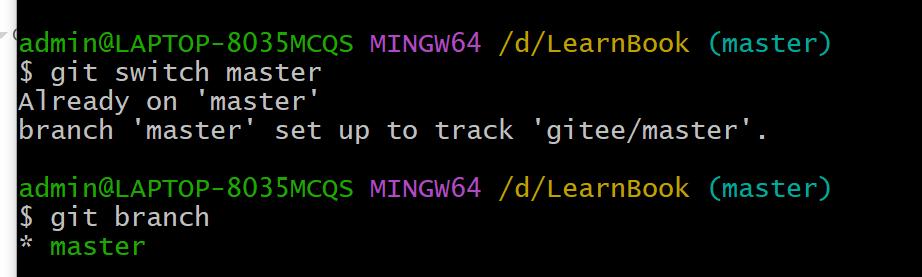 admin@LAPTOP-8035MCQS MINGW64 /d/LearnBook (master)
$ git switch master
Already on 'master'
branch 'master' set up to track 'gitee/master'.
admin@LAPTOP-8035MCQS MINGW64 /d/LearnBook (master)
$ git branch
* master